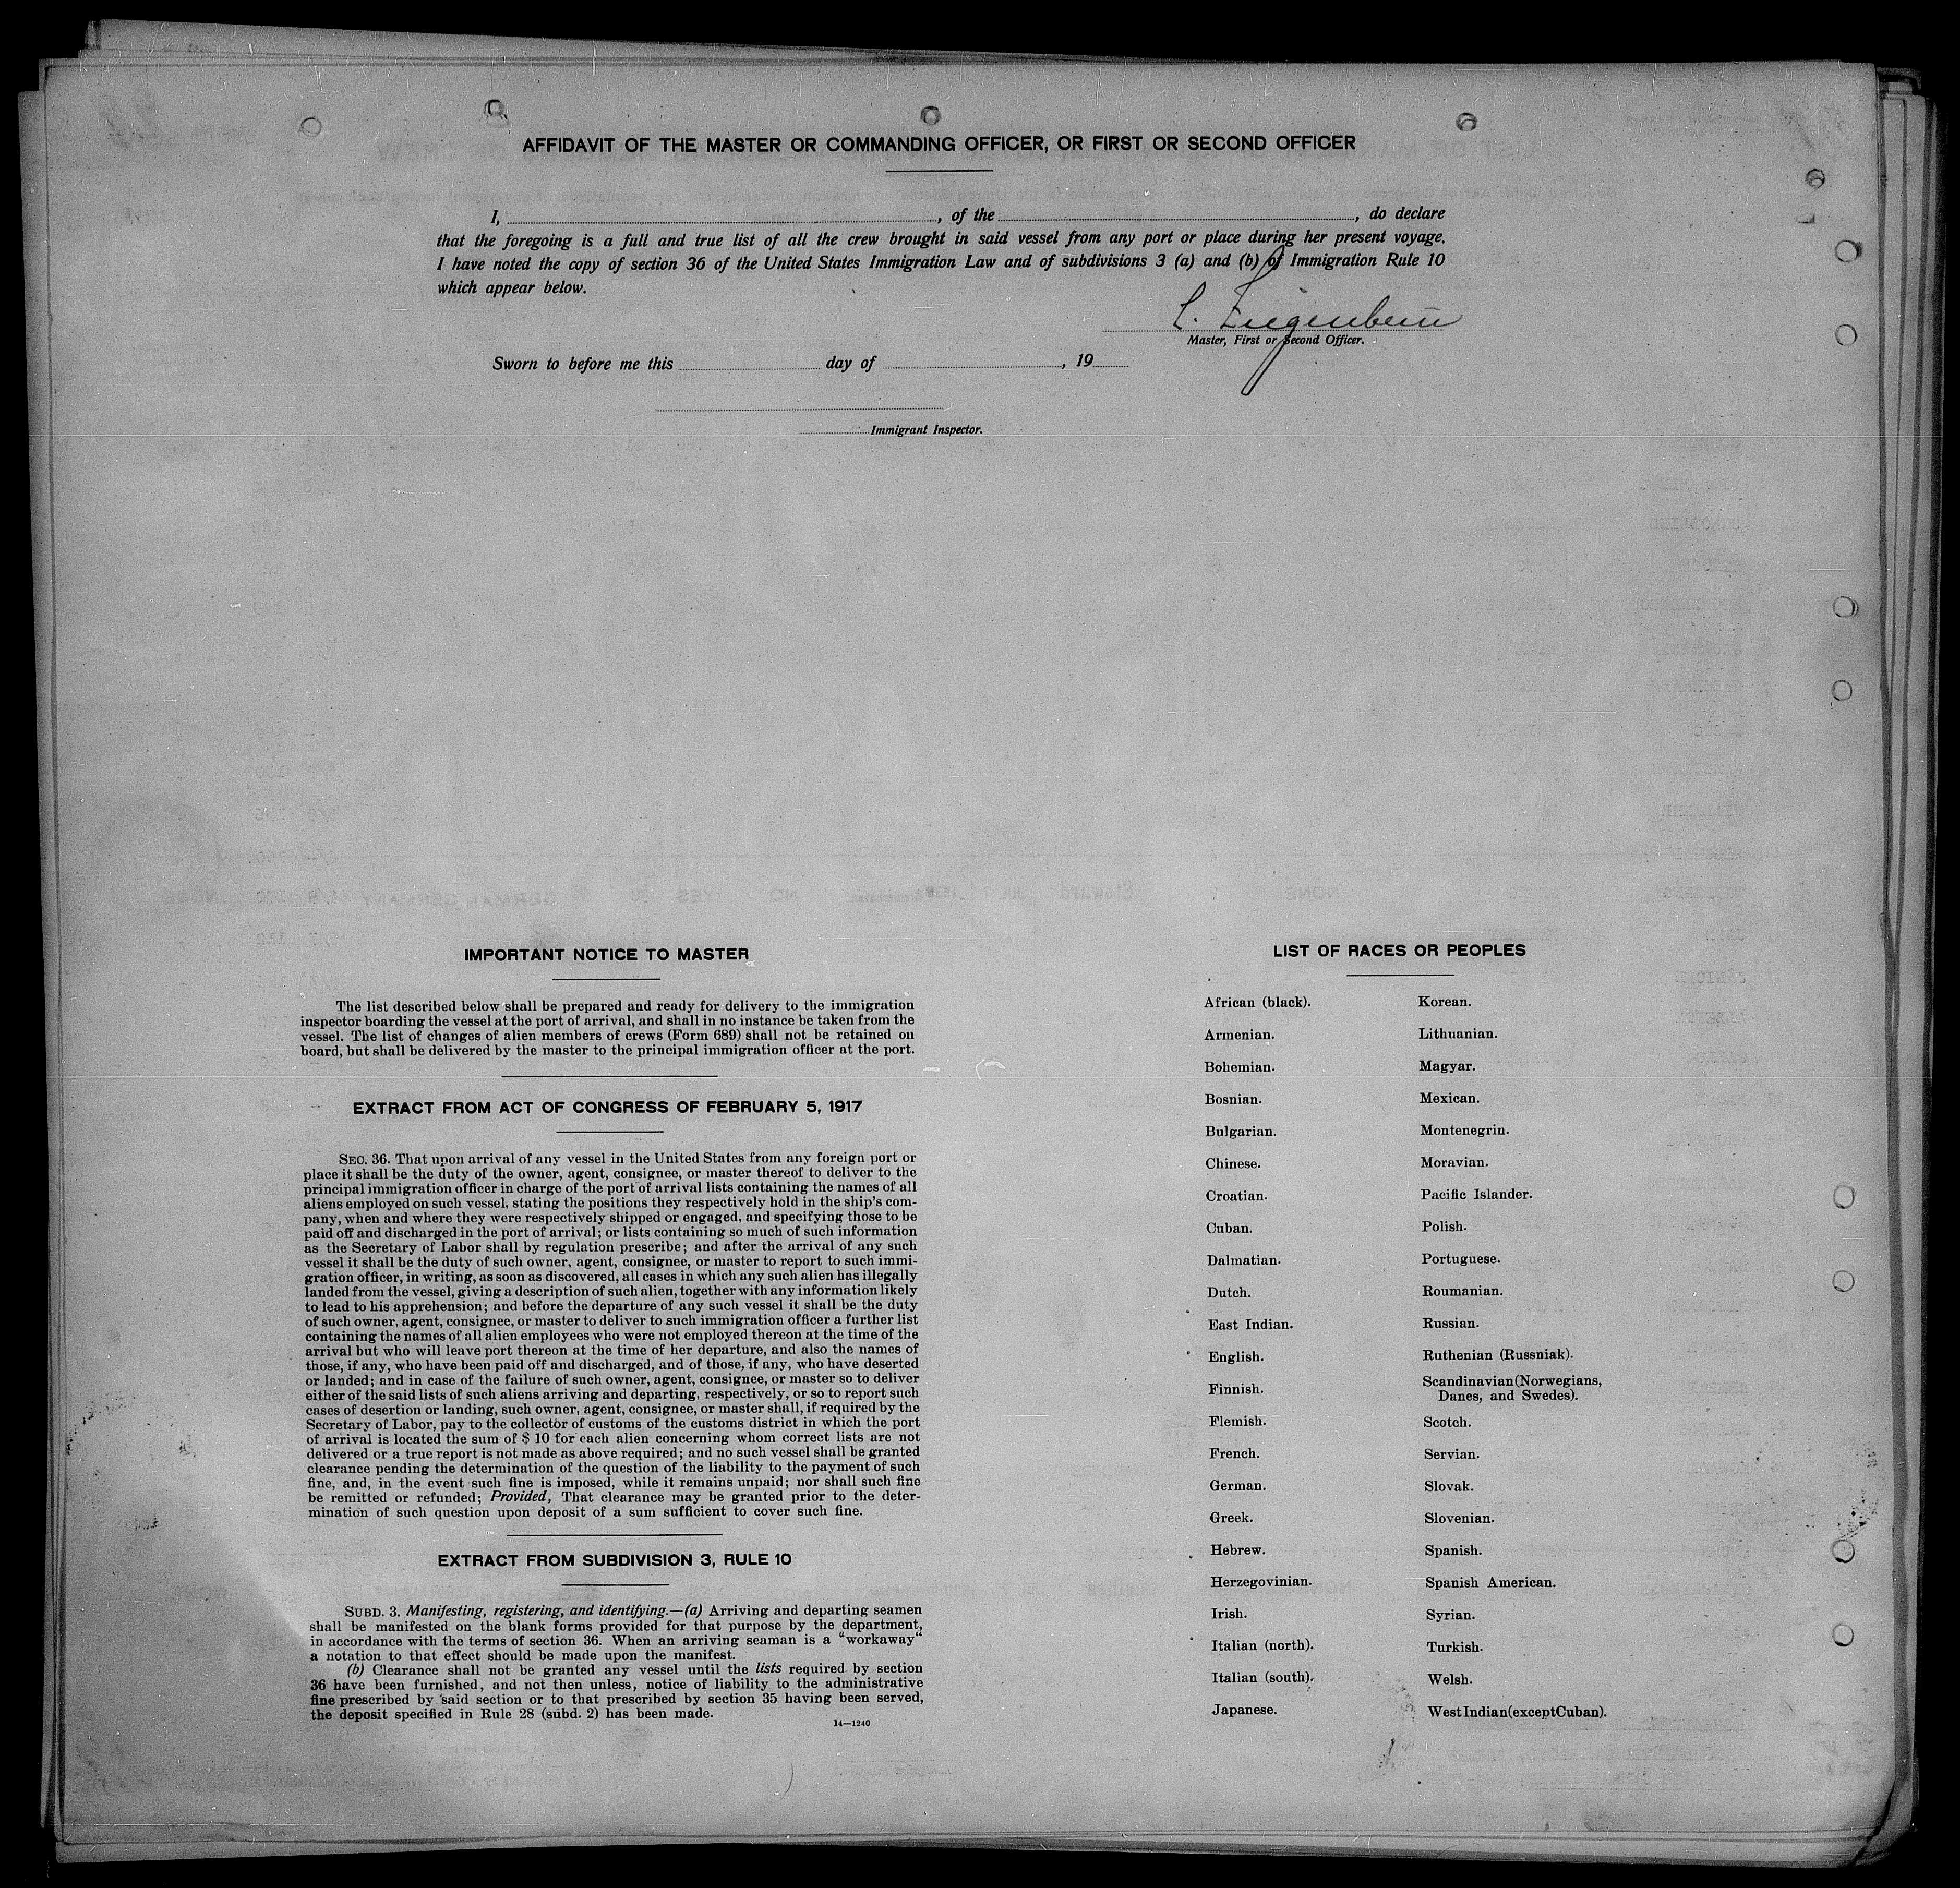 AFFIDAVIT OF THE MASTER OR COMMANDING OFFICER, OR FIRST OR SECOND OFFICER
I, , of the , do declare
that the foregoing is a full and true list of all the crew brought in said vessel from any port or place during her present voyage.
I have noted the copy of section 36 of the United States Immigration Law and of subdivisions 3 (a) and (b) of Immigration Rule 10
which appear below.
Ziegenbein
Master, First or Second Officer.
Sworn to before me this day of , 19
Immigrant Inspector.
IMPORTANT NOTICE TO MASTER
The list described below shall be prepared and ready for delivery to the immigration
inspector boarding the vessel at the port of arrival, and shall in no instance be taken from the
vessel. The list of changes of alien members of crews (Form 689) shall not be retained on
board, but shall be delivered by the master to the principal immigration officer at the port.
EXTRACT FROM ACT OF CONGRESS OF FEBRUARY 5, 1917
SEC. 36. That upon arrival of any vessel in the United States from any foreign port or
place it shall be the duty of the owner, agent, consignee, or master thereof to deliver to the
principal immigration officer in charge of the port of arrival lists containing the names of all
aliens employed on such vessel, stating the positions they respectively hold in the ship's com-
pany, when and where they were respectively shipped or engaged, and specifying those to be
paid off and discharged in the port of arrival; or lists containing so much of such information
as the Secretary of Labor shall by regulation prescribe; and after the arrival of any such
vessel it shall be the duty of such owner, agent, consignee, or master to report to such immi-
gration officer, in writing, as soon as discovered, all cases in which any such alien has illegally
landed from the vessel, giving a description of such alien, together with any information likely
to lead to his apprehension; and before the departure of any such vessel it shall be the duty
of such owner, agent, consignee, or master to deliver to such immigration officer a further list
containing the names of all alien employees who were not employed thereon at the time of the
arrival but who will leave port thereon at the time of her departure, and also the names of
those, if any, who have been paid off and discharged, and of those, if any, who have deserted
or landed; and in case of the failure of such owner, agent, consignee, or master so to deliver
either of the said lists of such aliens arriving and departing, respectively, or so to report such
cases of desertion or landing, such owner, agent, consignee, or master shall, if required by the
Secretary of Labor, pay to the collector of customs of the customs district in which the port
of arrival is located the sum of $ 10 for each alien concerning whom correct lists are not
delivered or a true report is not made as above required; and no such vessel shall be granted
clearance pending the determination of the question of the liability to the payment of such
fine, and, in the event such fine is imposed, while it remains unpaid; nor shall such fine
be remitted or refunded; Provided, That clearance may be granted prior to the deter-
mination of such question upon deposit of a sum sufficient to cover such fine.
EXTRACT FROM SUBDIVISION 3, RULE 10
SUBD. 3. Manifesting, registering, and identifying.—(a) Arriving and departing seamen
shall be manifested on the blank forms provided for that purpose by the department,
in accordance with the terms of section 36. When an arriving seaman is a “workaway“
a notation to that effect should be made upon the manifest.
(b) Clearance shall not be granted any vessel until the lists required by section
36 have been furnished, and not then unless, notice of liability to the administrative
fine prescribed by said section or to that prescribed by section 35 having been served,
the deposit specified in Rule 28 (subd. 2) has been made.
14—1240
LIST OF RACES OR PEOPLES
African (black).
Armenian.
Bohemian.
Bosnian.
Bulgarian.
Chinese.
Croatian.
Cuban.
Dalmatian.
Dutch.
East Indian.
English.
Finnish.
Flemish.
French.
German.
Greek.
Hebrew.
Herzegovinian.
Irish.
Italian (north).
Italian (south).
Japanese.
Korean.
Lithuanian.
Magyar.
Mexican.
Montenegrin.
Moravian.
Pacific Islander.
Polish.
Portuguese.
Roumanian.
Russian.
Ruthenian (Russniak).
Scandinavian(Norwegians,
Danes, and Swedes).
Scotch.
Servian.
Slovak.
Slovenian.
Spanish.
Spanish American.
Syrian.
Turkish.
Welsh.
West Indian(except Cuban).